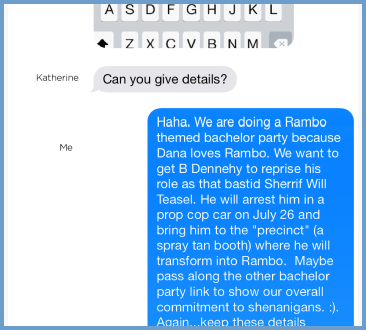 A S D F G H J K L
Z X C V B N M
Katherine
Can you give details?
Me
Haha. We are doing a Rambo
themed bachelor party because
Dana loves Rambo. We want to
get B Dennehy to reprise his
role as that bastid Sherrif Will
Teasel. He will arrest him in a
prop cop car on July 26 and
bring him to the "precinct" (a
spray tan booth) where he will
transform into Rambo.  Maybe
pass along the other bachelor
party link to show our overall
commitment to shenanigans. ;).
Again...keep these details